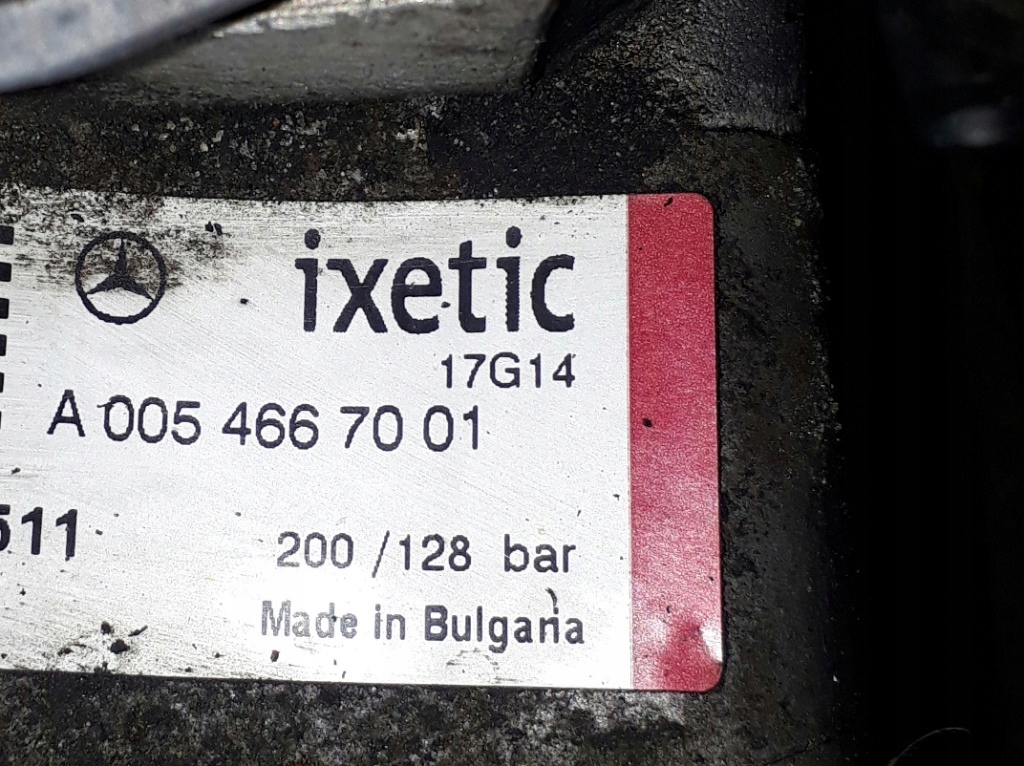 ixetic
17G14
A 005 466 70 01
511
200 /128 bar
Made in Bulgaria